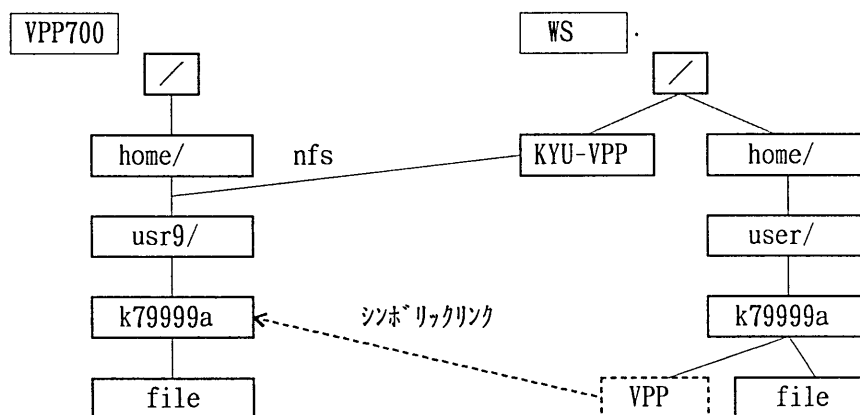 VPP700
WS
/
/
home/
nfs
KYU-VPP
home/
usr9/
user/
k79999a
シンボリックリンク
k79999a
file
VPP
file